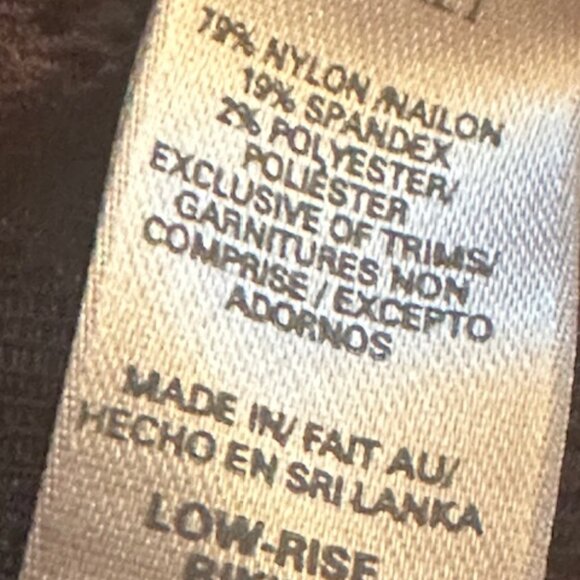 79% NYLON /NAILON
19% SPANDEX
2% POLYESTER/
POLIÉSTER
EXCLUSIVE OF TRIMS/
GARNITURES NON
COMPRISE / EXCEPTO
ADORNOS
MADE IN/ FAIT AU/
HECHO EN SRI LANKA
LOW-RISE